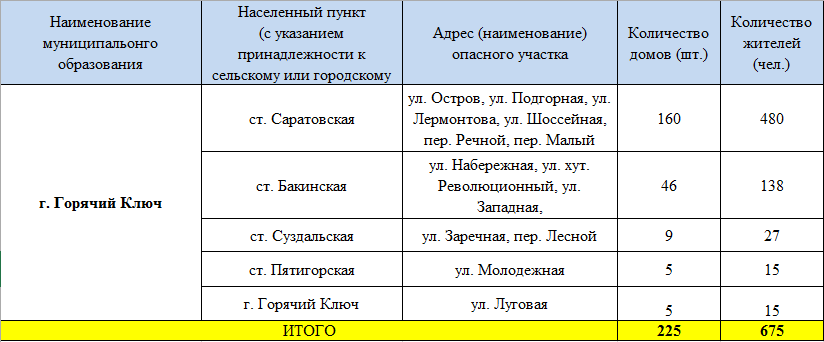 Наименование
муниципальонго
образования
Населенный пункт
(с указанием
принадлежности к
сельскому или городскому
Адрес (наименование)
опасного участка
Количество
домов (шт.)
Количество
жителей
(чел.)
г. Горячий Ключ
ст. Саратовская
ул. Остров, ул. Подгорная, ул.
Лермонтова, ул. Шоссейная,
пер. Речной, пер. Малый
160
480
ст. Бакинская
ул. Набережная, ул. хут.
Революционный, ул.
Западная,
46
138
ст. Суздальская
ул. Заречная, пер. Лесной
9
27
ст. Пятигорская
ул. Молодежная
5
15
г. Горячий Ключ
ул. Луговая
5
15
ИТОГО
225
675